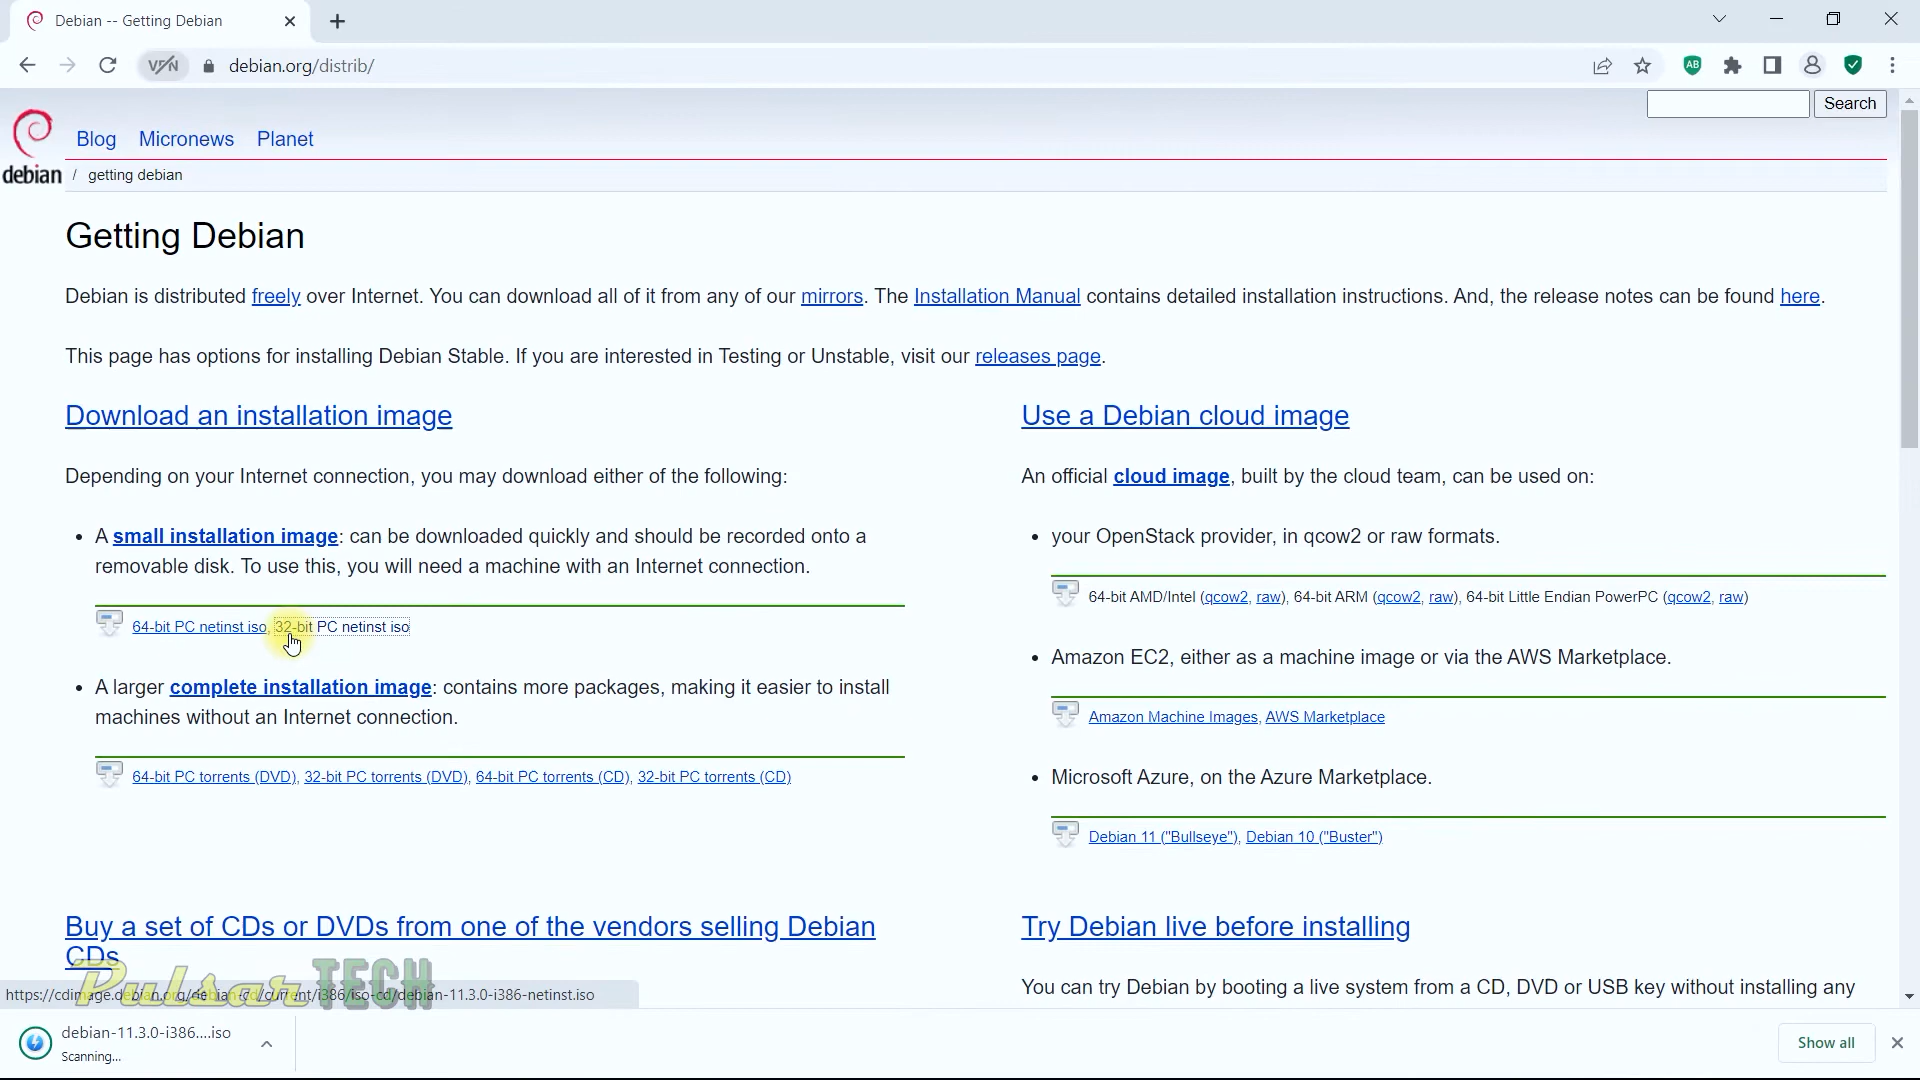 Debian -- Getting Debian
VPN
debian.org/distrib/
AB
Search
Blog Micronews Planet
debian / getting debian
Getting Debian
Debian is distributed freely over Internet. You can download all of it from any of our mirrors. The Installation Manual contains detailed installation instructions. And, the release notes can be found here.
This page has options for installing Debian Stable. If you are interested in Testing or Unstable, visit our releases page.
Download an installation image
Depending on your Internet connection, you may download either of the following:
• A small installation image: can be downloaded quickly and should be recorded onto a
removable disk. To use this, you will need a machine with an Internet connection.
64-bit PC netinst iso, 32-bit PC netinst iso
• A larger complete installation image: contains more packages, making it easier to install
machines without an Internet connection.
64-bit PC torrents (DVD), 32-bit PC torrents (DVD), 64-bit PC torrents (CD), 32-bit PC torrents (CD)
Use a Debian cloud image
An official cloud image, built by the cloud team, can be used on:
• your OpenStack provider, in qcow2 or raw formats.
64-bit AMD/Intel (qcow2, raw), 64-bit ARM (qcow2, raw), 64-bit Little Endian PowerPC (qcow2, raw)
• Amazon EC2, either as a machine image or via the AWS Marketplace.
Amazon Machine Images, AWS Marketplace
• Microsoft Azure, on the Azure Marketplace.
Debian 11 ("Bullseye"), Debian 10 ("Buster")
Buy a set of CDs or DVDs from one of the vendors selling Debian
CDs
Try Debian live before installing
You can try Debian by booting a live system from a CD, DVD or USB key without installing any
Pulsar TECH
https://cdimage.debian.org/debian-cd/current/i386/iso-cd/debian-11.3.0-i386-netinst.iso
debian-11.3.0-i386....iso
Scanning...
Show all